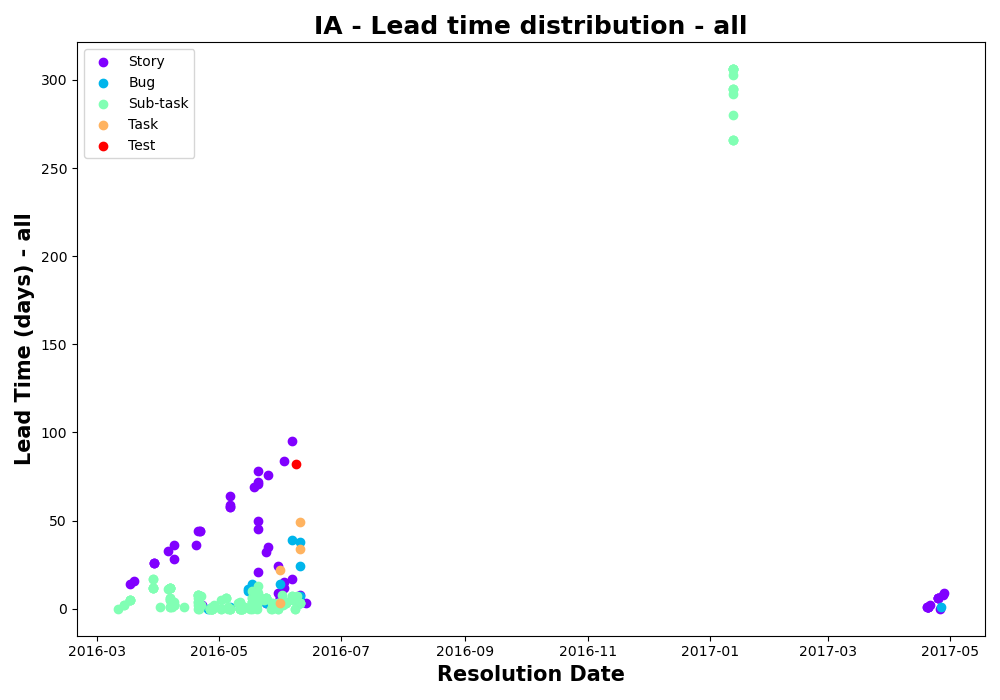 IA - Lead time distribution - all
Story
Bug
Sub-task
Task
Test
Lead Time (days) - all
300
250
200
150
100
50
0
2016-03
2016-05
2016-07
2016-09
2016-11
2017-01
2017-03
2017-05
Resolution Date